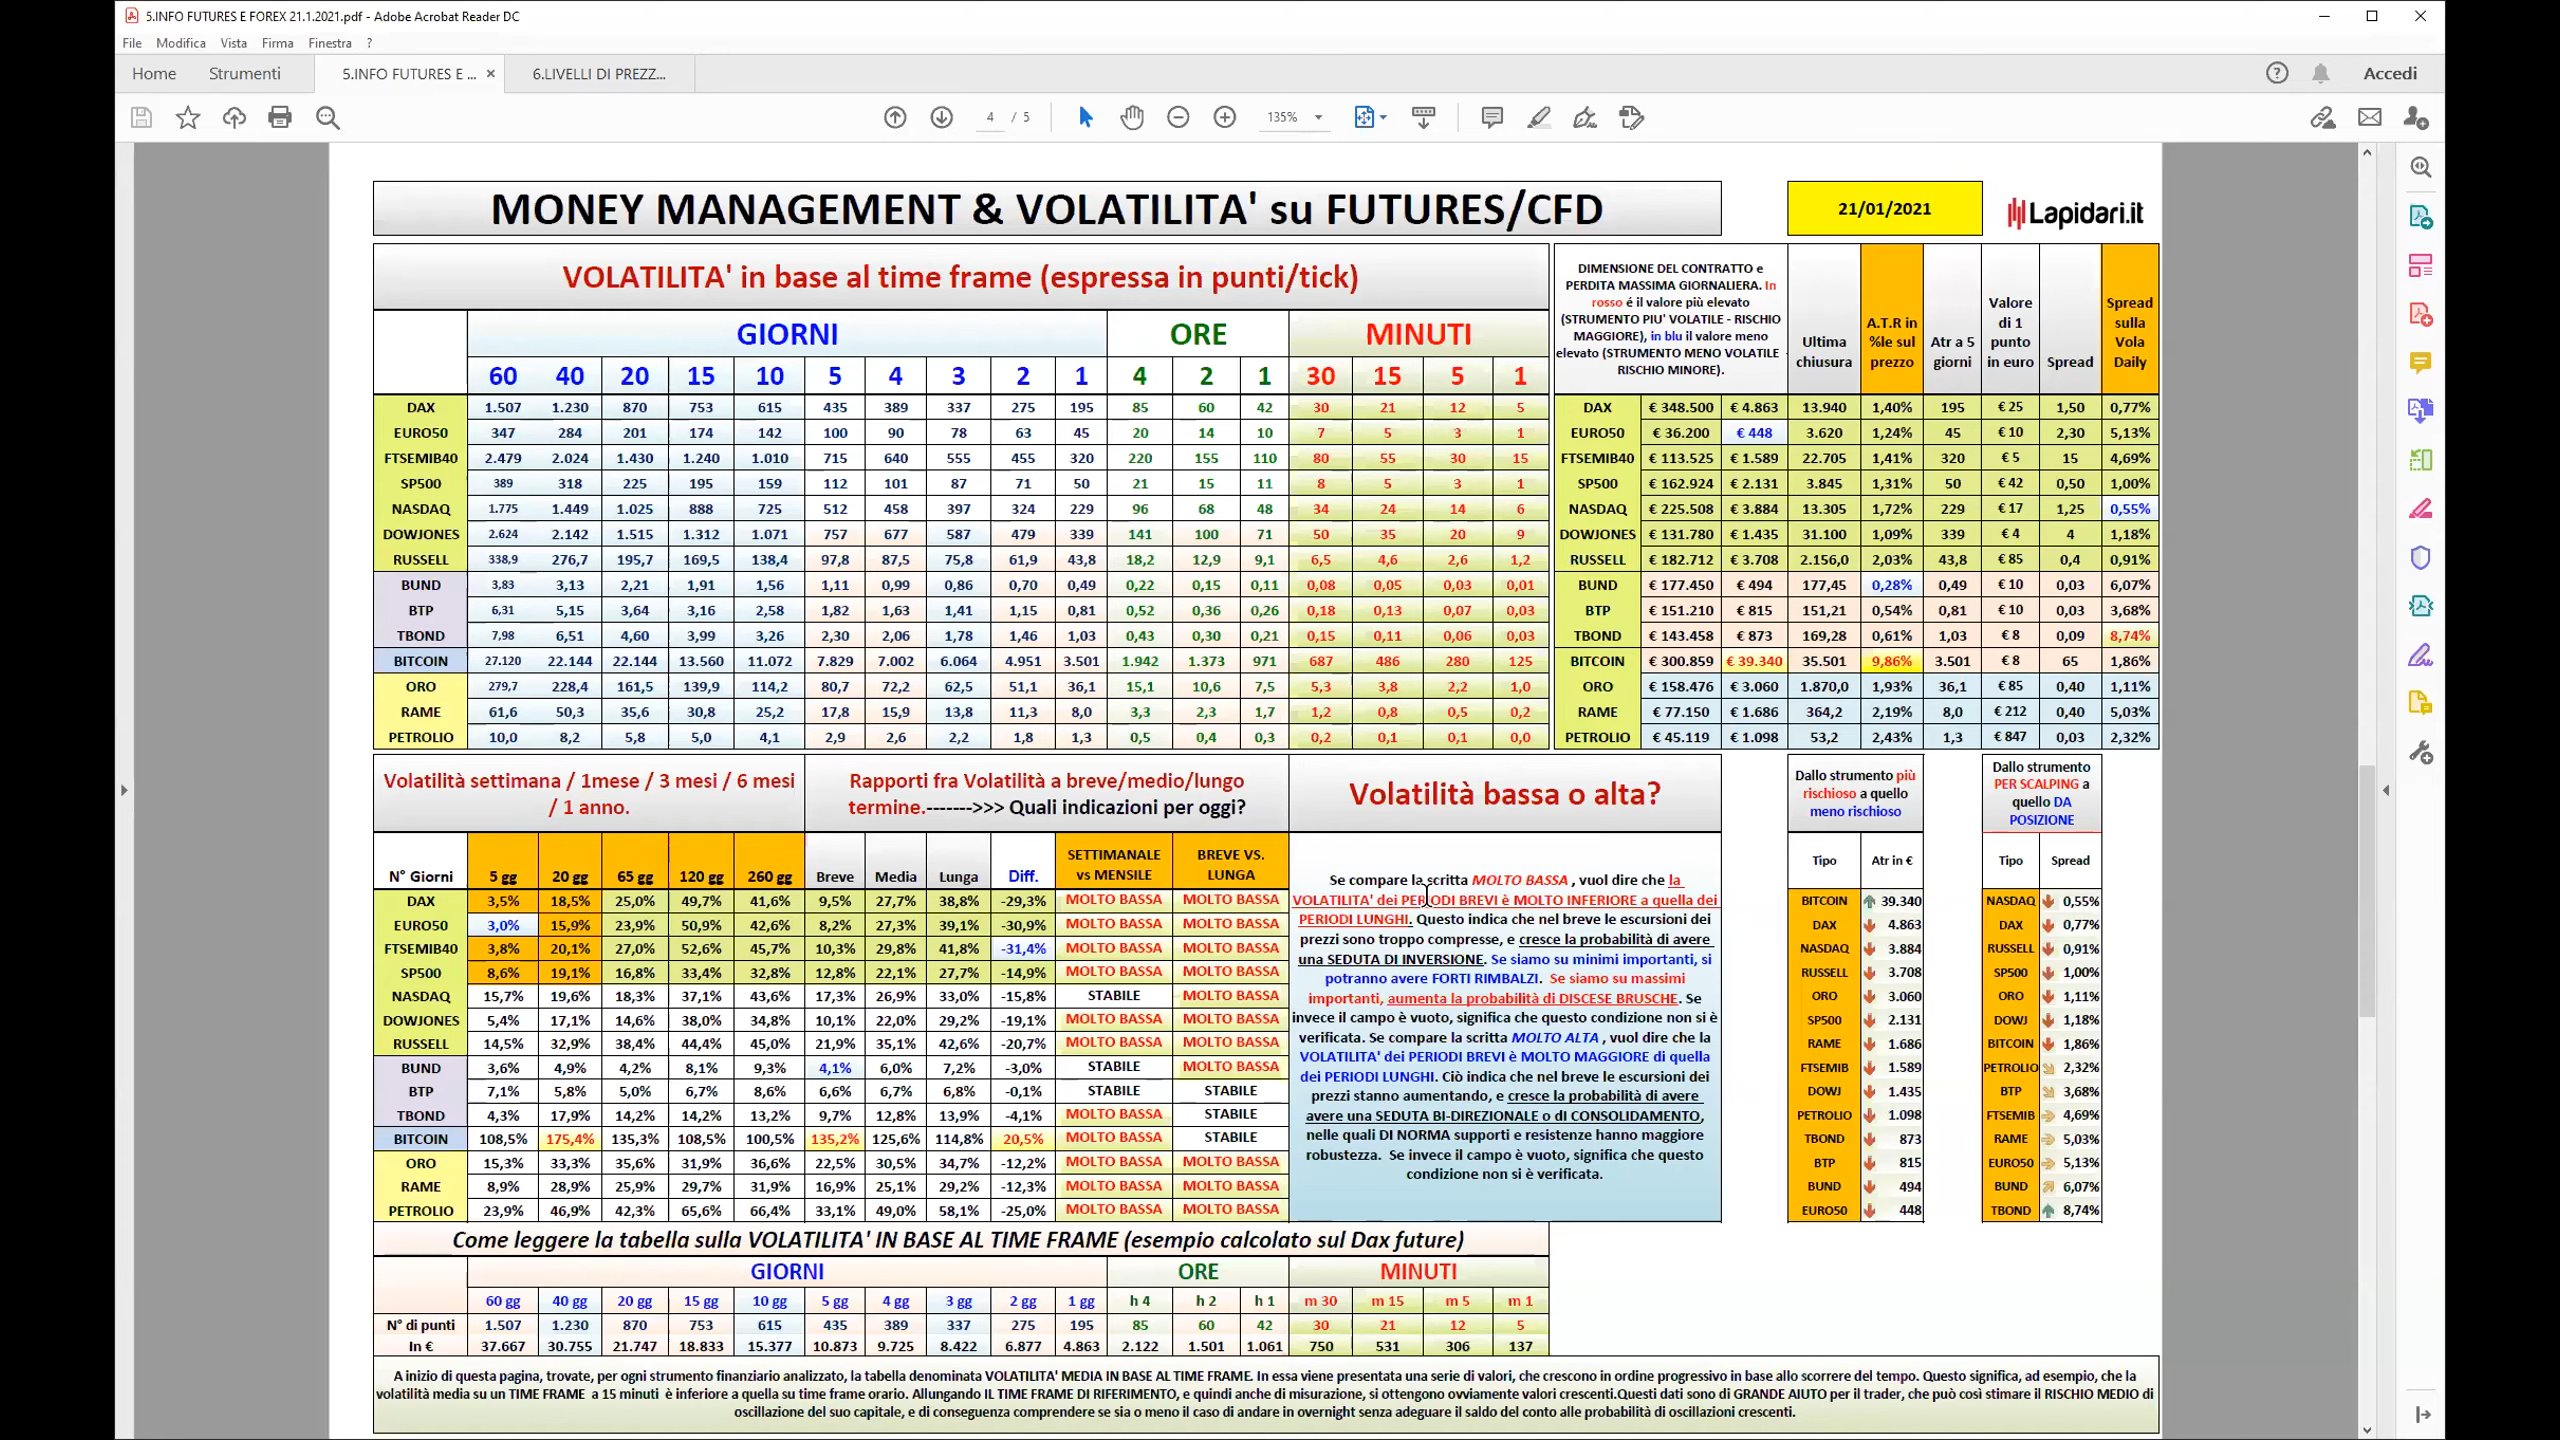 5.INFO FUTURES E FOREX 21.1.2021.pdf - Adobe Acrobat Reader DC
File Modifica Vista Firma Finestra ?
Home Strumenti 5.INFO FUTURES E ... × 6.LIVELLI DI PREZZ... Accedi
4 / 5 135%
MONEY MANAGEMENT & VOLATILITA' su FUTURES/CFD 21/01/2021 Lapidari.it
VOLATILITA' in base al time frame (espressa in punti/tick)
GIORNI ORE MINUTI
60 40 20 15 10 5 4 3 2 1 4 2 1 30 15 5 1
DAX 1.507 1.230 870 753 615 435 389 337 275 195 85 60 42 30 21 12 5
EURO50 347 284 201 174 142 100 90 78 63 45 20 14 10 7 5 3 1
FTSEMIB40 2.479 2.024 1.430 1.240 1.010 715 640 555 455 320 220 155 110 80 55 30 15
SP500 389 318 225 195 159 112 101 87 71 50 21 15 11 8 5 3 1
NASDAQ 1.775 1.449 1.025 888 725 512 458 397 324 229 96 68 48 34 24 14 6
DOWJONES 2.624 2.142 1.515 1.312 1.071 757 677 587 479 339 141 100 71 50 35 20 9
RUSSELL 338,9 276,7 195,7 169,5 138,4 97,8 87,5 75,8 61,9 43,8 18,2 12,9 9,1 6,5 4,6 2,6 1,2
BUND 3,83 3,13 2,21 1,91 1,56 1,11 0,99 0,86 0,70 0,49 0,22 0,15 0,11 0,08 0,05 0,03 0,01
BTP 6,31 5,15 3,64 3,16 2,58 1,82 1,63 1,41 1,15 0,81 0,52 0,36 0,26 0,18 0,13 0,07 0,03
TBOND 7,98 6,51 4,60 3,99 3,26 2,30 2,06 1,78 1,46 1,03 0,43 0,30 0,21 0,15 0,11 0,06 0,03
BITCOIN 27.120 22.144 22.144 13.560 11.072 7.829 7.002 6.064 4.951 3.501 1.942 1.373 971 687 486 280 125
ORO 279,7 228,4 161,5 139,9 114,2 80,7 72,2 62,5 51,1 36,1 15,1 10,6 7,5 5,3 3,8 2,2 1,0
RAME 61,6 50,3 35,6 30,8 25,2 17,8 15,9 13,8 11,3 8,0 3,3 2,3 1,7 1,2 0,8 0,5 0,2
PETROLIO 10,0 8,2 5,8 5,0 4,1 2,9 2,6 2,2 1,8 1,3 0,5 0,4 0,3 0,2 0,1 0,1 0,0
DIMENSIONE DEL CONTRATTO e
PERDITA MASSIMA GIORNALIERA. In
rosso é il valore più elevato
(STRUMENTO PIU' VOLATILE - RISCHIO
MAGGIORE), in blu il valore meno
elevato (STRUMENTO MENO VOLATILE -
RISCHIO MINORE).
Ultima
chiusura
A.T.R in
%le sul
prezzo
Atr a 5
giorni
Valore
di 1
punto
in euro
Spread
Spread
sulla
Vola
Daily
DAX € 348.500 € 4.863 13.940 1,40% 195 € 25 1,50 0,77%
EURO50 € 36.200 € 448 3.620 1,24% 45 € 10 2,30 5,13%
FTSEMIB40 € 113.525 € 1.589 22.705 1,41% 320 € 5 15 4,69%
SP500 € 162.924 € 2.131 3.845 1,31% 50 € 42 0,50 1,00%
NASDAQ € 225.508 € 3.884 13.305 1,72% 229 € 17 1,25 0,55%
DOWJONES € 131.780 € 1.435 31.100 1,09% 339 € 4 4 1,18%
RUSSELL € 182.712 € 3.708 2.156,0 2,03% 43,8 € 85 0,4 0,91%
BUND € 177.450 € 494 177,45 0,28% 0,49 € 10 0,03 6,07%
BTP € 151.210 € 815 151,21 0,54% 0,81 € 10 0,03 3,68%
TBOND € 143.458 € 873 169,28 0,61% 1,03 € 8 0,09 8,74%
BITCOIN € 300.859 € 39.340 35.501 9,86% 3.501 € 8 65 1,86%
ORO € 158.476 € 3.060 1.870,0 1,93% 36,1 € 85 0,40 1,11%
RAME € 77.150 € 1.686 364,2 2,19% 8,0 € 212 0,40 5,03%
PETROLIO € 45.119 € 1.098 53,2 2,43% 1,3 € 847 0,03 2,32%
Volatilità settimana / 1mese / 3 mesi / 6 mesi
/ 1 anno.
Rapporti fra Volatilità a breve/medio/lungo
termine.------->>> Quali indicazioni per oggi?
N° Giorni 5 gg 20 gg 65 gg 120 gg 260 gg Breve Media Lunga Diff. SETTIMANALE vs MENSILE BREVE VS. LUNGA
DAX 3,5% 18,5% 25,0% 49,7% 41,6% 9,5% 27,7% 38,8% -29,3% MOLTO BASSA MOLTO BASSA
EURO50 3,0% 15,9% 23,9% 50,9% 42,6% 8,2% 27,3% 39,1% -30,9% MOLTO BASSA MOLTO BASSA
FTSEMIB40 3,8% 20,1% 27,0% 52,6% 45,7% 10,3% 29,8% 41,8% -31,4% MOLTO BASSA MOLTO BASSA
SP500 8,6% 19,1% 16,8% 33,4% 32,8% 12,8% 22,1% 27,7% -14,9% MOLTO BASSA MOLTO BASSA
NASDAQ 15,7% 19,6% 18,3% 37,1% 43,6% 17,3% 26,9% 33,0% -15,8% STABILE MOLTO BASSA
DOWJONES 5,4% 17,1% 14,6% 38,0% 34,8% 10,1% 22,0% 29,2% -19,1% MOLTO BASSA MOLTO BASSA
RUSSELL 14,5% 32,9% 38,4% 44,4% 45,0% 21,9% 35,1% 42,6% -20,7% MOLTO BASSA MOLTO BASSA
BUND 3,6% 4,9% 4,2% 8,1% 9,3% 4,1% 6,0% 7,2% -3,0% STABILE MOLTO BASSA
BTP 7,1% 5,8% 5,0% 6,7% 8,6% 6,6% 6,7% 6,8% -0,1% STABILE STABILE
TBOND 4,3% 17,9% 14,2% 14,2% 13,2% 9,7% 12,8% 13,9% -4,1% MOLTO BASSA STABILE
BITCOIN 108,5% 175,4% 135,3% 108,5% 100,5% 135,2% 125,6% 114,8% 20,5% MOLTO BASSA STABILE
ORO 15,3% 33,3% 35,6% 31,9% 36,6% 22,5% 30,5% 34,7% -12,2% MOLTO BASSA MOLTO BASSA
RAME 8,9% 28,9% 25,9% 29,7% 31,9% 16,9% 25,1% 29,2% -12,3% MOLTO BASSA MOLTO BASSA
PETROLIO 23,9% 46,9% 42,3% 65,6% 66,4% 33,1% 49,0% 58,1% -25,0% MOLTO BASSA MOLTO BASSA
Volatilità bassa o alta?
Se compare la scritta MOLTO BASSA , vuol dire che la
VOLATILITA' dei PERIODI BREVI è MOLTO INFERIORE a quella dei
PERIODI LUNGHI. Questo indica che nel breve le escursioni dei
prezzi sono troppo compresse, e cresce la probabilità di avere
una SEDUTA DI INVERSIONE. Se siamo su minimi importanti, si
potranno avere FORTI RIMBALZI. Se siamo su massimi
importanti, aumenta la probabilità di DISCESE BRUSCHE. Se
invece il campo è vuoto, significa che questo condizione non si è
verificata. Se compare la scritta MOLTO ALTA , vuol dire che la
VOLATILITA' dei PERIODI BREVI è MOLTO MAGGIORE di quella
dei PERIODI LUNGHI. Ciò indica che nel breve le escursioni dei
prezzi stanno aumentando, e cresce la probabilità di avere
avere una SEDUTA BI-DIREZIONALE o dI CONSOLIDAMENTO,
nelle quali DI NORMA supporti e resistenze hanno maggiore
robustezza. Se invece il campo è vuoto, significa che questo
condizione non si è verificata.
Dallo strumento più
rischioso a quello
meno rischioso
Tipo Atr in €
BITCOIN 39.340
DAX 4.863
NASDAQ 3.884
RUSSELL 3.708
ORO 3.060
SP500 2.131
RAME 1.686
FTSEMIB 1.589
DOWJ 1.435
PETROLIO 1.098
TBOND 873
BTP 815
BUND 494
EURO50 448
Dallo strumento
PER SCALPING a
quello DA
POSIZIONE
Tipo Spread
NASDAQ 0,55%
DAX 0,77%
RUSSELL 0,91%
SP500 1,00%
ORO 1,11%
DOWJ 1,18%
BITCOIN 1,86%
PETROLIO 2,32%
BTP 3,68%
FTSEMIB 4,69%
RAME 5,03%
EURO50 5,13%
BUND 6,07%
TBOND 8,74%
Come leggere la tabella sulla VOLATILITA' IN BASE AL TIME FRAME (esempio calcolato sul Dax future)
GIORNI ORE MINUTI
60 gg 40 gg 20 gg 15 gg 10 gg 5 gg 4 gg 3 gg 2 gg 1 gg h 4 h 2 h 1 m 30 m 15 m 5 m 1
N° di punti 1.507 1.230 870 753 615 435 389 337 275 195 85 60 42 30 21 12 5
In € 37.667 30.755 21.747 18.833 15.377 10.873 9.725 8.422 6.877 4.863 2.122 1.501 1.061 750 531 306 137
A inizio di questa pagina, trovate, per ogni strumento finanziario analizzato, la tabella denominata VOLATILITA' MEDIA IN BASE AL TIME FRAME. In essa viene presentata una serie di valori, che crescono in ordine progressivo in base allo scorrere del tempo. Questo significa, ad esempio, che la
volatilità media su un TIME FRAME a 15 minuti è inferiore a quella su time frame orario. Allungando IL TIME FRAME DI RIFERIMENTO, e quindi anche di misurazione, si ottengono ovviamente valori crescenti.Questi dati sono di GRANDE AIUTO per il trader, che può così stimare il RISCHIO MEDIO di
oscillazione del suo capitale, e di conseguenza comprendere se sia o meno il caso di andare in overnight senza adeguare il saldo del conto alle probabilità di oscillazioni crescenti.